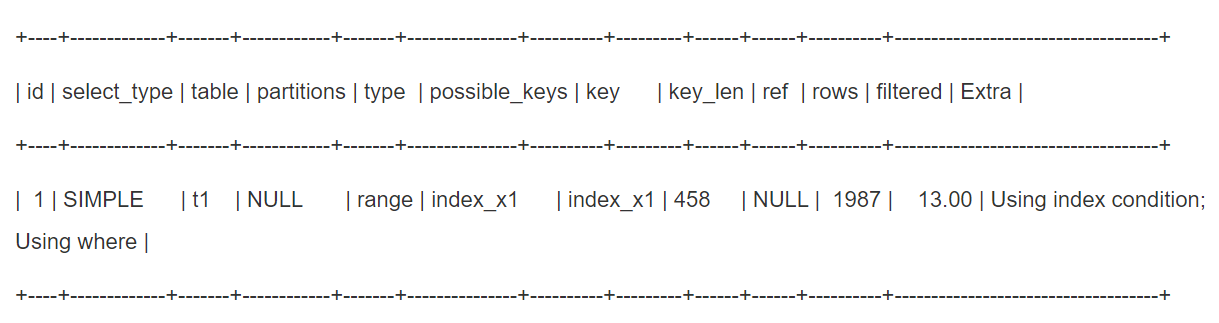 +----+-------------+-------+------------+-------+---------------+----------+---------+------+------+----------+------------------------------------+
| id | select_type | table | partitions | type | possible_keys | key | key_len | ref | rows | filtered | Extra |
+----+-------------+-------+------------+-------+---------------+----------+---------+------+------+----------+------------------------------------+
| 1 | SIMPLE | t1 | NULL | range | index_x1 | index_x1 | 458 | NULL | 1987 | 13.00 | Using index condition;
Using where |
+----+-------------+-------+------------+-------+---------------+----------+---------+------+------+----------+------------------------------------+